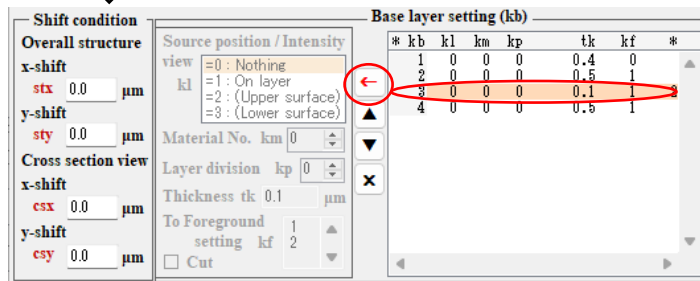 Shift condition
Overall structure
x-shift
stx 0.0 μm
y-shift
sty 0.0 μm
Cross section view
x-shift
csx 0.0 μm
y-shift
csy 0.0 μm
Base layer setting (kb)
Source position / Intensity
view
kl
=0 : Nothing
=1 : On layer
=2 : (Upper surface)
=3 : (Lower surface)
Material No. km 0
Layer division kp 0
Thickness tk 0.1 μm
To Foreground
setting kf
1
2
Cut
* kb kl km kp tk kf *
1 0 0 0 0.4 0
2 0 0 0 0.5 1
3 0 0 0 0.1 1 2
4 0 0 0 0.5 1